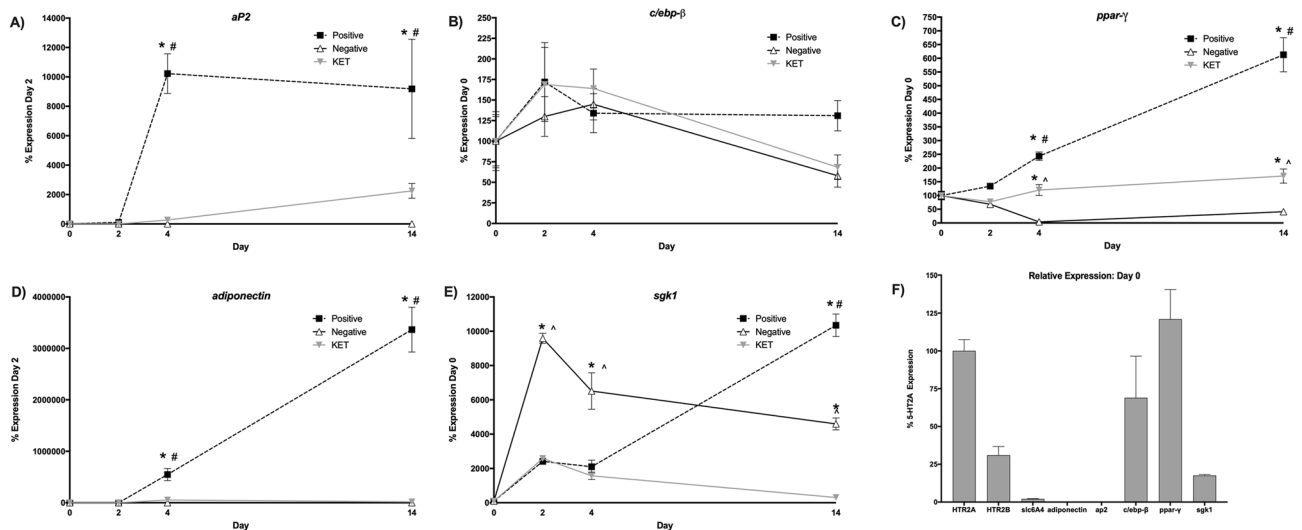 A)
aP2
% Expression Day 2
14000
12000
10000
8000
6000
4000
2000
0
Positive
Negative
KET
* #
* #
0 2 4 14
Day
B)
c/ebp-β
% Expression Day 0
250
225
200
175
150
125
100
75
50
25
0
Positive
Negative
KET
0 2 4 14
Day
C)
ppar-γ
% Expression Day 0
750
700
650
600
550
500
450
400
350
300
250
200
150
100
50
0
Positive
Negative
KET
* #
* #
* ^
* ^
0 2 4 14
Day
D)
adiponectin
% Expression Day 2
4000000
3000000
2000000
1000000
0
Positive
Negative
KET
* #
* #
0 2 4 14
Day
E)
sgk1
% Expression Day 0
12000
10000
8000
6000
4000
2000
0
Positive
Negative
KET
* ^
* ^
* #
*
^
0 2 4 14
Day
F)
Relative Expression: Day 0
% 5-HT2A Expression
150
125
100
75
50
25
0
HTR2A HTR2B slc6A4 adiponectin ap2 c/ebp-β ppar-γ sgk1